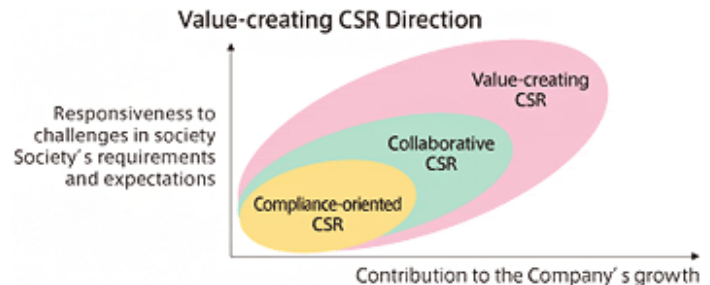 Value-creating CSR Direction
Responsiveness to
challenges in society
Society's requirements
and expectations
Value-creating
CSR
Collaborative
CSR
Compliance-oriented
CSR
Contribution to the Company's growth